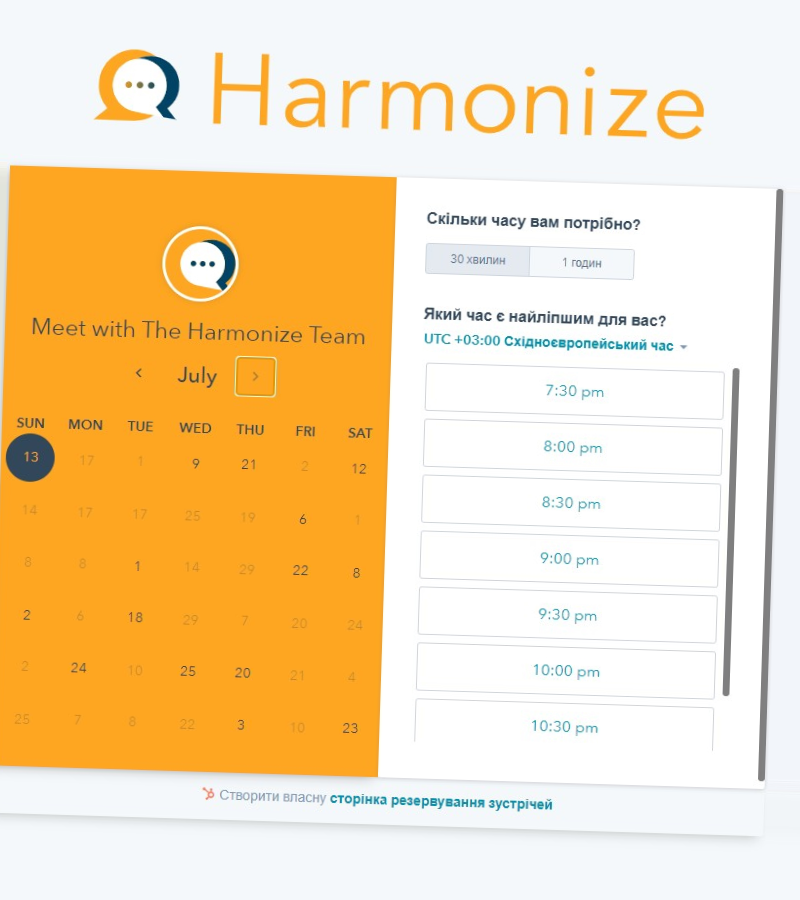 Harmonize
Meet with The Harmonize Team
July
SUN MON TUE WED THU FRI SAT
13 17 1 9 21 2 12
14 17 17 25 19 6 1
8 8 1 14 29 22 8
2 6 18 29 7 20 24
2 24 10 25 20 21 4
25 7 8 22 3 10 23
Скільки часу вам потрібно?
30 хвилин 1 годин
Який час є найліпшим для вас?
UTC +03:00 Східноєвропейський час
7:30 pm
8:00 pm
8:30 pm
9:00 pm
9:30 pm
10:00 pm
10:30 pm
Створити власну сторінка резервування зустрічей